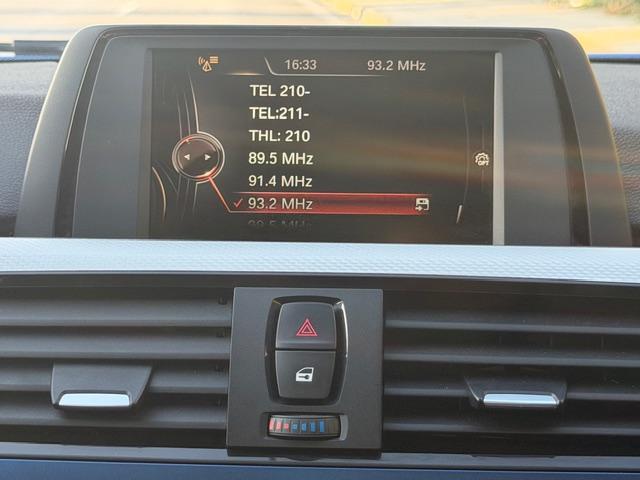 16:33 93.2 MHz
TEL 210-
TEL:211-
THL: 210
89.5 MHz
91.4 MHz
✓ 93.2 MHz
OPT